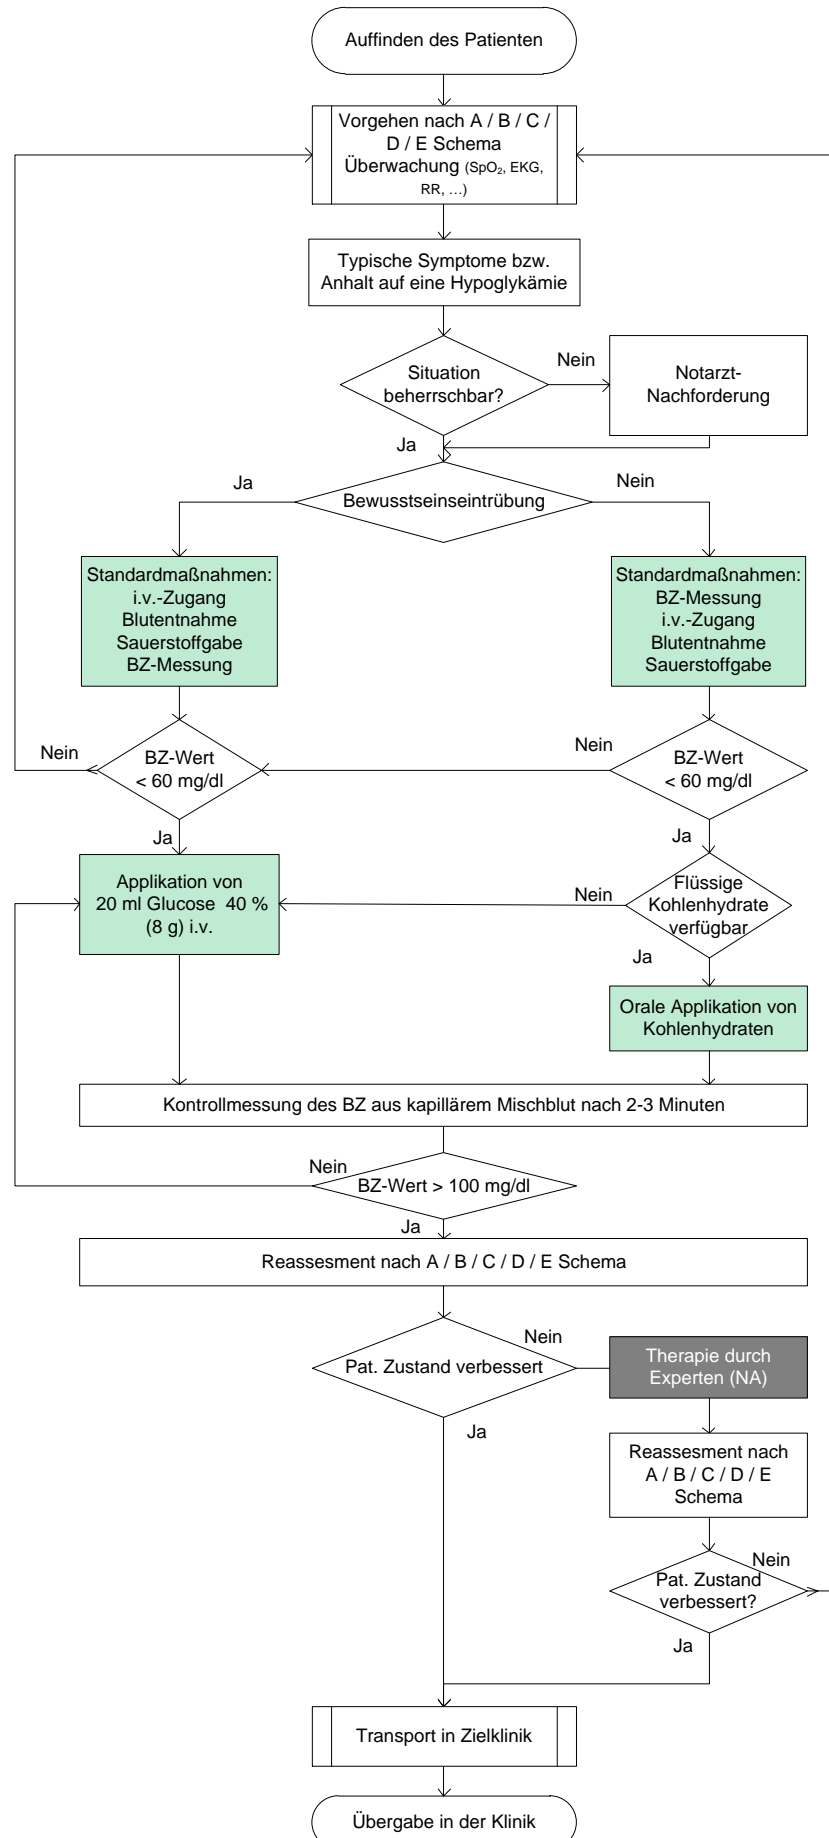 Auffinden des Patienten
Vorgehen nach A / B / C /
D / E Schema
Überwachung (SpO₂, EKG,
RR, …)
Typische Symptome bzw.
Anhalt auf eine Hypoglykämie
Situation
beherrschbar?
Nein
Notarzt-
Nachforderung
Ja
Bewusstseinseintrübung
Ja
Nein
Standardmaßnahmen:
i.v.-Zugang
Blutentnahme
Sauerstoffgabe
BZ-Messung
Standardmaßnahmen:
BZ-Messung
i.v.-Zugang
Blutentnahme
Sauerstoffgabe
Nein
BZ-Wert
< 60 mg/dl
Nein
BZ-Wert
< 60 mg/dl
Ja
Ja
Applikation von
20 ml Glucose 40 %
(8 g) i.v.
Nein
Flüssige
Kohlenhydrate
verfügbar
Ja
Orale Applikation von
Kohlenhydraten
Kontrollmessung des BZ aus kapillärem Mischblut nach 2-3 Minuten
Nein
BZ-Wert > 100 mg/dl
Ja
Reassesment nach A / B / C / D / E Schema
Pat. Zustand verbessert
Nein
Therapie durch
Experten (NA)
Ja
Reassesment nach
A / B / C / D / E
Schema
Nein
Pat. Zustand
verbessert?
Ja
Transport in Zielklinik
Übergabe in der Klinik